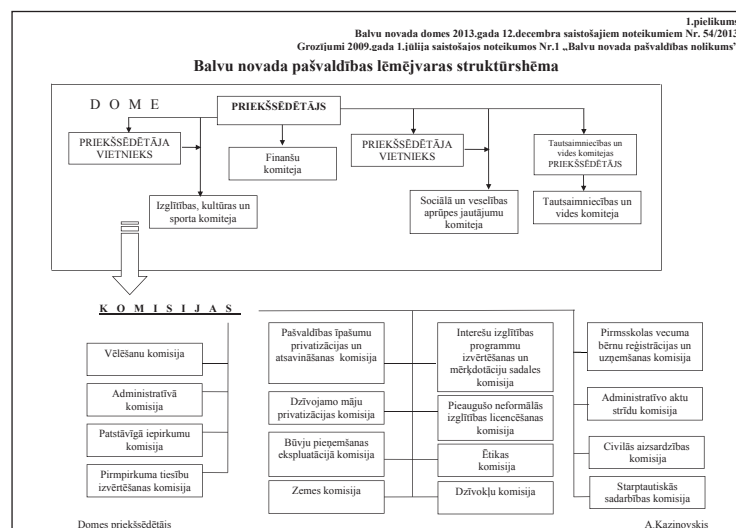 1.pielikums
Balvu novada domes 2013.gada 12.decembra saistošajiem noteikumiem Nr. 54/2013
Grozījumi 2009.gada 1.jūlija saistošajos noteikumos Nr.1 „Balvu novada pašvaldības nolikums”
Balvu novada pašvaldības lēmējvaras struktūrshēma
DOME
PRIEKŠSĒDĒTĀJS
PRIEKŠSĒDĒTĀJA
VIETNIEKS
Finanšu
komiteja
PRIEKŠSĒDĒTĀJA
VIETNIEKS
Tautsaimniecības un
vides komitejas
PRIEKŠSĒDĒTĀJS
Izglītības, kultūras un
sporta komiteja
Sociālā un veselības
aprūpes jautājumu
komiteja
Tautsaimniecības un
vides komiteja
KOMISIJAS
Vēlēšanu komisija
Administratīvā
komisija
Patstāvīgā iepirkumu
komisija
Pirmpirkuma tiesību
izvērtēšanas komisija
Pašvaldības īpašumu
privatizācijas un
atsavināšanas komisija
Dzīvojamo māju
privatizācijas komisija
Būvju pieņemšanas
ekspluatācijā komisija
Zemes komisija
Interešu izglītības
programmu
izvērtēšanas un
mērķdotāciju sadales
komisija
Pieaugušo neformālās
izglītības licencēšanas
komisija
Ētikas
komisija
Dzīvokļu komisija
Pirmsskolas vecuma
bērnu reģistrācijas un
uzņemšanas komisija
Administratīvo aktu
strīdu komisija
Civilās aizsardzības
komisija
Starptautiskās
sadarbības komisija
Domes priekšsēdētājs
A.Kazinovskis